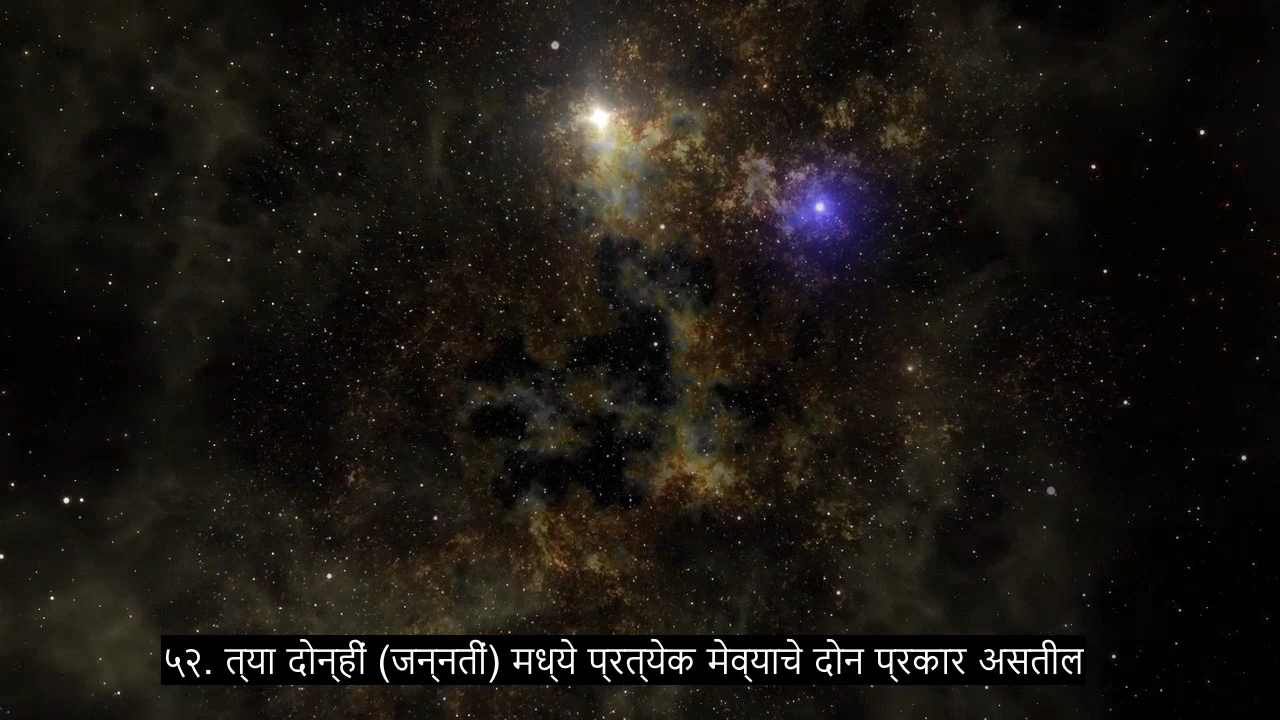 ५२. त्या दोन्हीं (जन्नतीं) मध्ये प्रत्येक मेव्याचे दोन प्रकार असतील